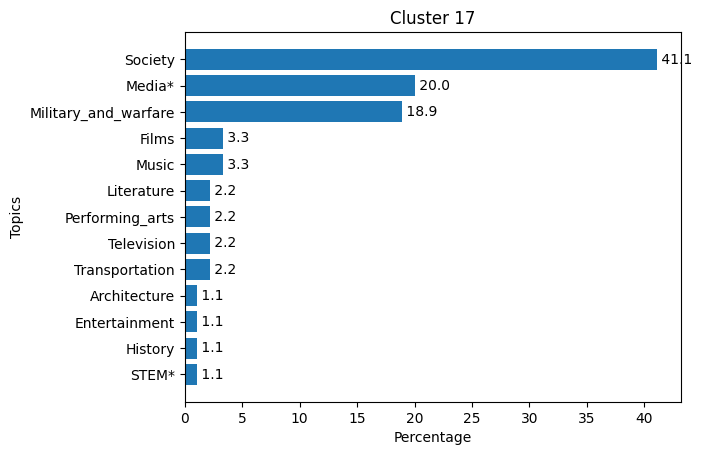 Cluster 17
Topics
Society 41.1
Media* 20.0
Military_and_warfare 18.9
Films 3.3
Music 3.3
Literature 2.2
Performing_arts 2.2
Television 2.2
Transportation 2.2
Architecture 1.1
Entertainment 1.1
History 1.1
STEM* 1.1
0 5 10 15 20 25 30 35 40
Percentage